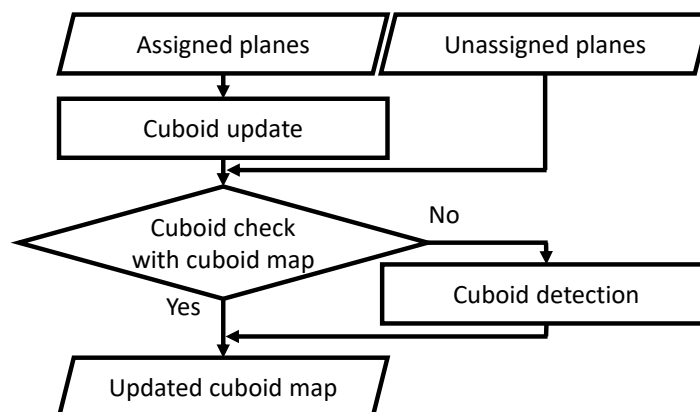 Assigned planes
Unassigned planes
Cuboid update
Cuboid check
with cuboid map
No
Cuboid detection
Yes
Updated cuboid map